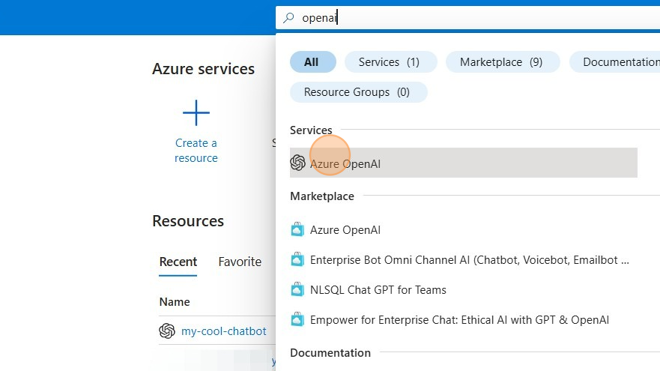 openai
Azure services
All
Services (1)
Marketplace (9)
Documentation
Resource Groups (0)
Create a
resource
S
Services
Azure OpenAI
Marketplace
Azure OpenAI
Enterprise Bot Omni Channel AI (Chatbot, Voicebot, Emailbot ...
NLSQL Chat GPT for Teams
Empower for Enterprise Chat: Ethical AI with GPT & OpenAI
Documentation
Resources
Recent
Favorite
Name
my-cool-chatbot
y